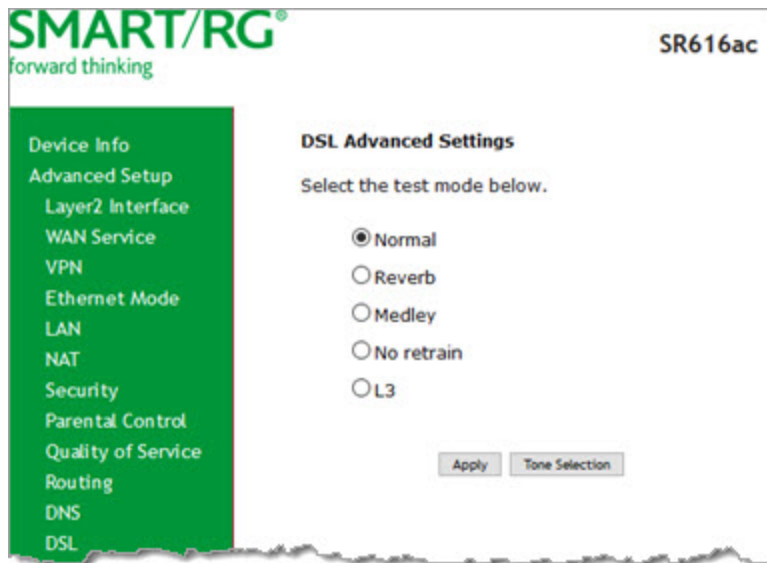 SMART/RG®
forward thinking
SR616ac
Device Info
Advanced Setup
Layer2 Interface
WAN Service
VPN
Ethernet Mode
LAN
NAT
Security
Parental Control
Quality of Service
Routing
DNS
DSL
DSL Advanced Settings
Select the test mode below.
Normal
Reverb
Medley
No retrain
L3
Apply Tone Selection